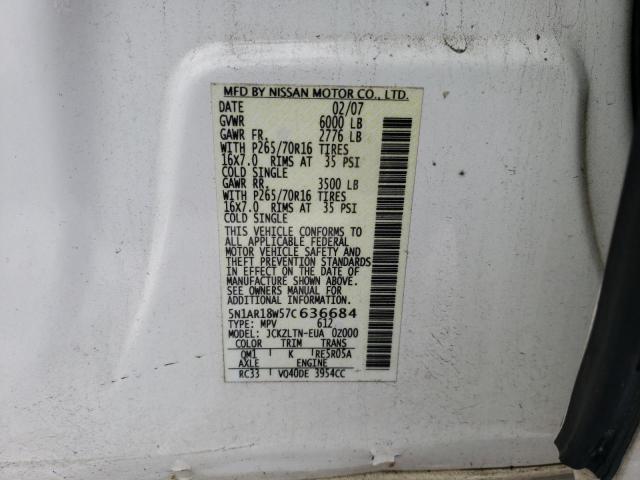 MFD BY NISSAN MOTOR CO., LTD.
DATE 02/07
GVWR 6000 LB
GAWR FR. 2776 LB
WITH P265/70R16 TIRES
16X7.0 RIMS AT 35 PSI
COLD SINGLE
GAWR RR. 3500 LB
WITH P265/70R16 TIRES
16X7.0 RIMS AT 35 PSI
COLD SINGLE
THIS VEHICLE CONFORMS TO
ALL APPLICABLE FEDERAL
MOTOR VEHICLE SAFETY AND
THEFT PREVENTION STANDARDS
IN EFFECT ON THE DATE OF
MANUFACTURE SHOWN ABOVE.
SEE OWNERS MANUAL FOR
ADDITIONAL INFORMATION.
5N1AR18W57C636684
TYPE: MPV 612
MODEL: JCKZLTN-EUA 0Z000
COLOR TRIM TRANS
QM1 K RE5R05A
AXLE ENGINE
RC33 VQ40DE 3954CC